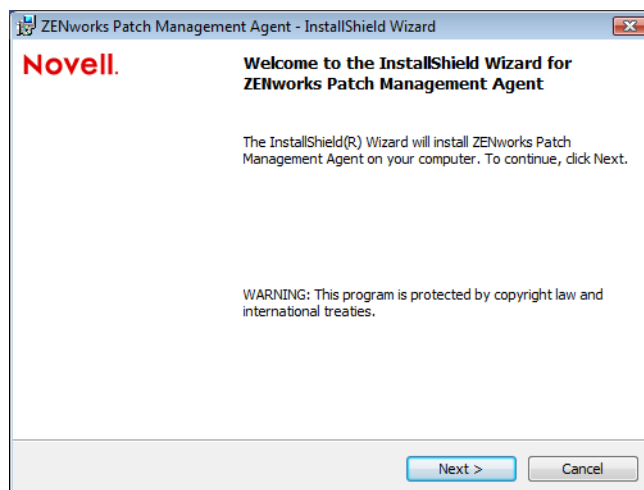 ZENworks Patch Management Agent - InstallShield Wizard
Novell.
Welcome to the InstallShield Wizard for
ZENworks Patch Management Agent
The InstallShield(R) Wizard will install ZENworks Patch
Management Agent on your computer. To continue, click Next.
WARNING: This program is protected by copyright law and
international treaties.
Next >
Cancel